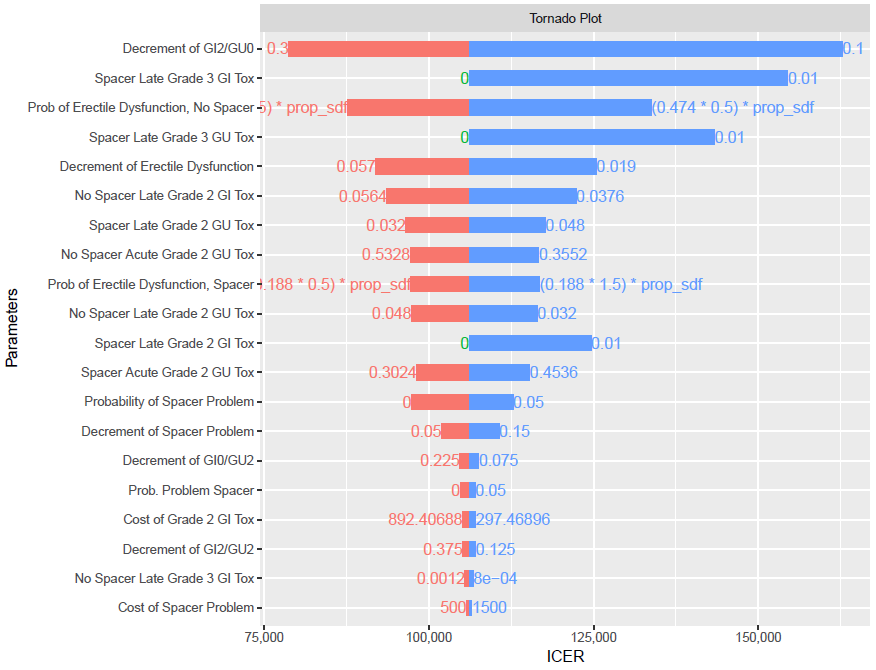 Tornado Plot
Decrement of GI2/GU0 0.3 0.1
Spacer Late Grade 3 GI Tox 0 0.01
Prob of Erectile Dysfunction, No Spacer 5) * prop_sdf (0.474 * 0.5) * prop_sdf
Spacer Late Grade 3 GU Tox 0 0.01
Decrement of Erectile Dysfunction 0.057 0.019
No Spacer Late Grade 2 GI Tox 0.0564 0.0376
Spacer Late Grade 2 GU Tox 0.032 0.048
No Spacer Acute Grade 2 GU Tox 0.5328 0.3552
Prob of Erectile Dysfunction, Spacer .188 * 0.5) * prop_sdf (0.188 * 1.5) * prop_sdf
No Spacer Late Grade 2 GU Tox 0.048 0.032
Spacer Late Grade 2 GI Tox 0 0.01
Spacer Acute Grade 2 GU Tox 0.3024 0.4536
Probability of Spacer Problem 0 0.05
Decrement of Spacer Problem 0.05 0.15
Decrement of GI0/GU2 0.225 0.075
Prob. Problem Spacer 0 0.05
Cost of Grade 2 GI Tox 892.40688 297.46896
Decrement of GI2/GU2 0.375 0.125
No Spacer Late Grade 3 GI Tox 0.0012 8e−04
Cost of Spacer Problem 500 1500
Parameters
75,000 100,000 125,000 150,000
ICER